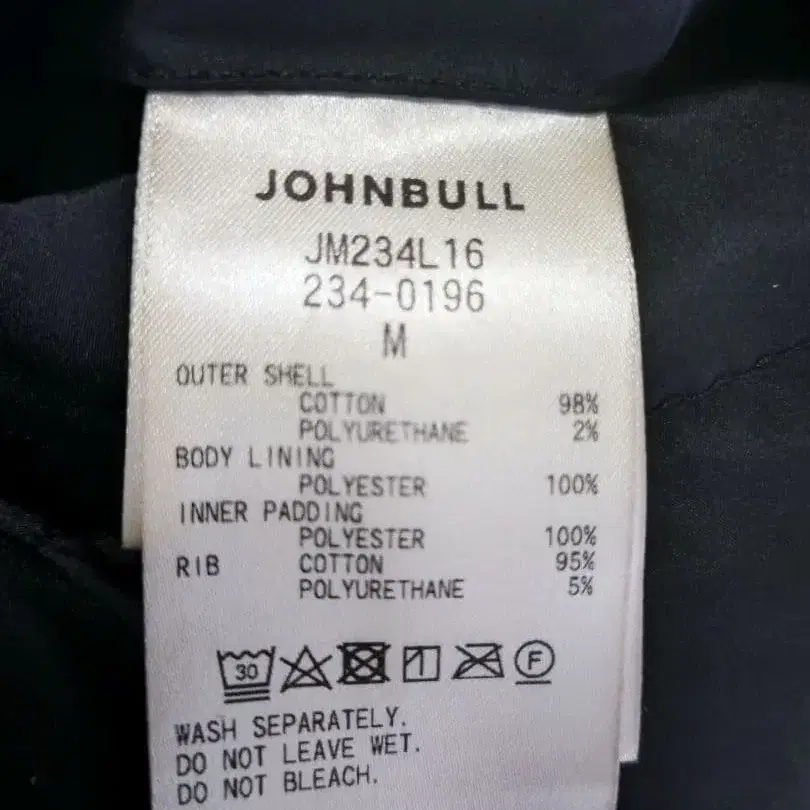 JOHNBULL
JM234L16
234-0196
M
OUTER SHELL
COTTON 98%
POLYURETHANE 2%
BODY LINING
POLYESTER 100%
INNER PADDING
POLYESTER 100%
RIB COTTON 95%
POLYURETHANE 5%
30 F
WASH SEPARATELY.
DO NOT LEAVE WET.
DO NOT BLEACH.